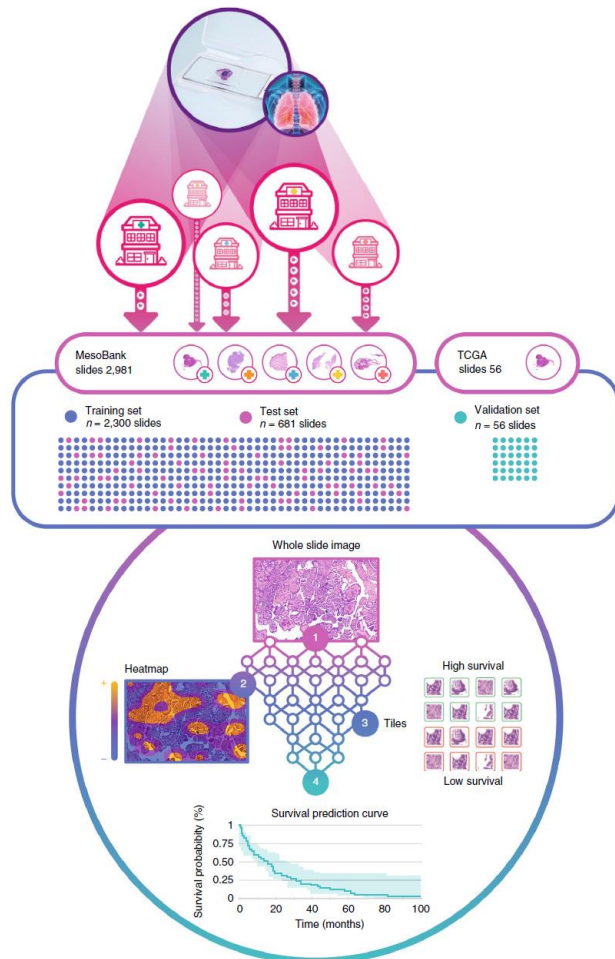 MesoBank
slides 2,981
TCGA
slides 56
Training set
n = 2,300 slides
Test set
n = 681 slides
Validation set
n = 56 slides
Whole slide image
1
Heatmap
+
–
2
3
Tiles
High survival
Low survival
4
Survival prediction curve
Survival probabibity (%)
1
0.75
0.50
0.25
0
0
20
40
60
80
100
Time (months)